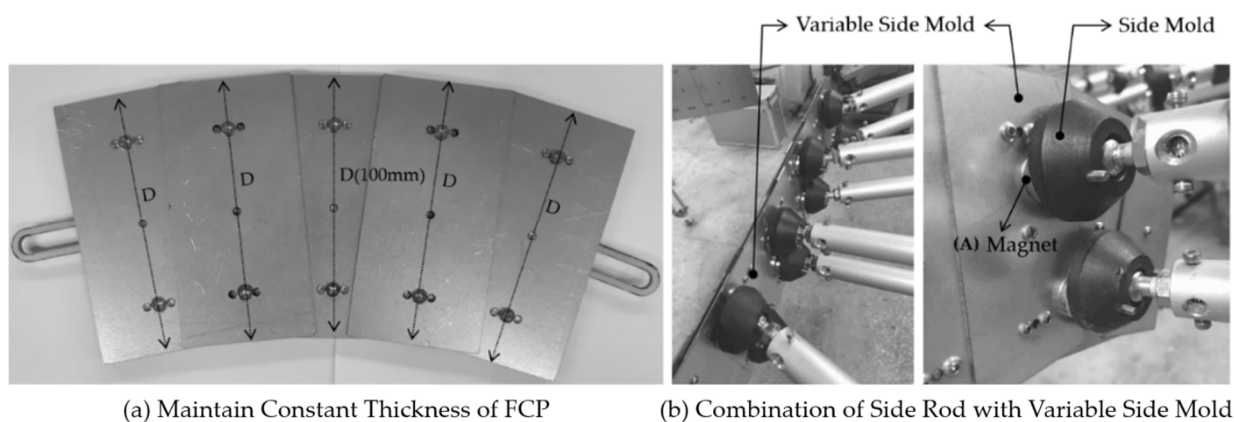 Variable Side Mold
Side Mold
D
D
D(100mm)
D
D
(A) Magnet
(a) Maintain Constant Thickness of FCP
(b) Combination of Side Rod with Variable Side Mold